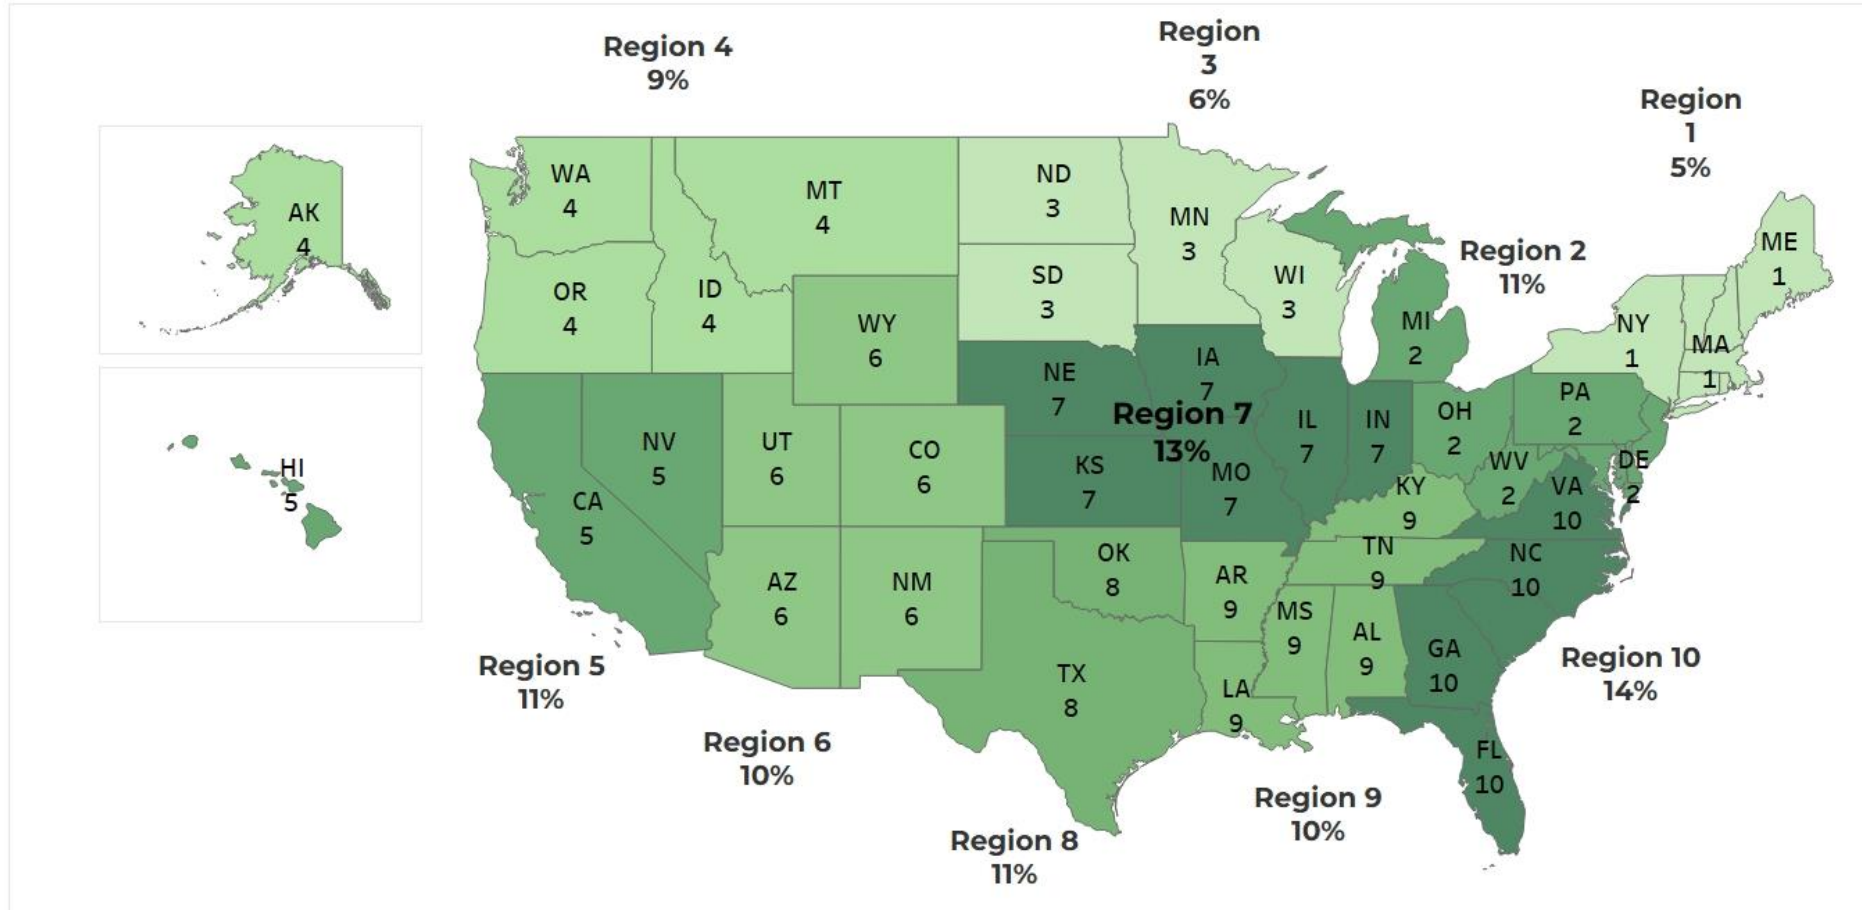 Region 4
9%
Region
3
6%
Region
1
5%
AK
4
HI
5
WA
4
OR
4
ID
4
MT
4
WY
6
ND
3
SD
3
MN
3
WI
3
Region 2
11%
MI
2
NY
1
ME
1
MA
1
PA
2
OH
2
WV
2
DE
2
VA
10
NE
7
IA
7
Region 7
13%
KS
7
MO
7
IL
7
IN
7
KY
9
TN
9
NC
10
CA
5
NV
5
UT
6
CO
6
AZ
6
NM
6
OK
8
TX
8
AR
9
LA
9
MS
9
AL
9
GA
10
FL
10
Region 5
11%
Region 6
10%
Region 8
11%
Region 9
10%
Region 10
14%